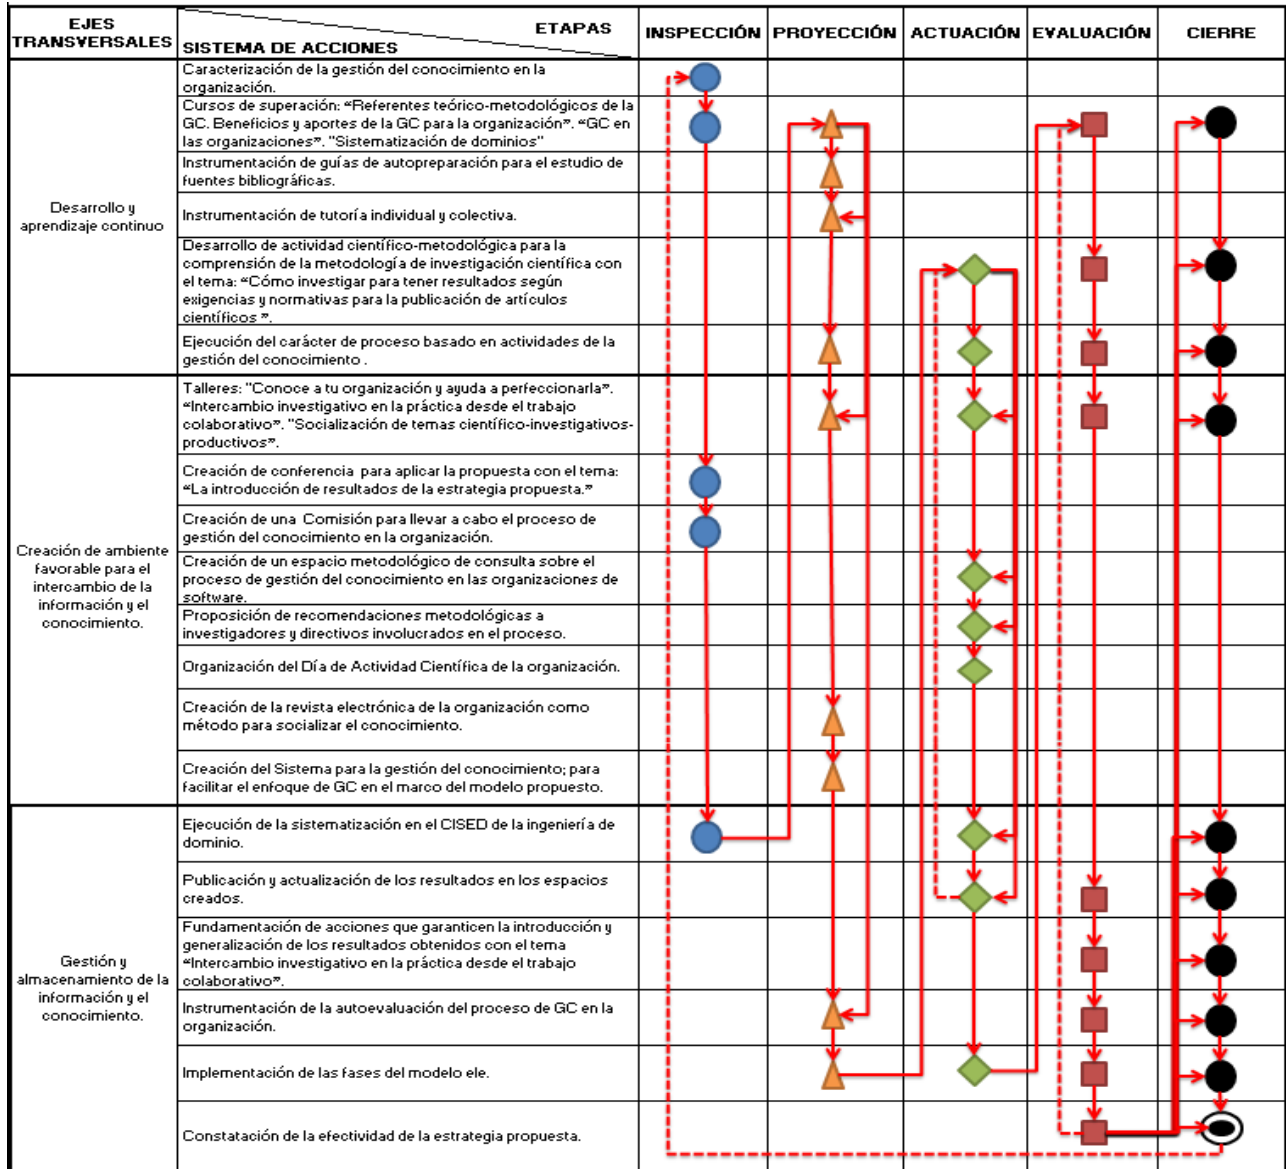 EJES
TRANSVERSALES
ETAPAS
SISTEMA DE ACCIONES
INSPECCIÓN
PROYECCIÓN
ACTUACIÓN
EVALUACIÓN
CIERRE
Desarrollo y
aprendizaje continuo
Caracterización de la gestión del conocimiento en la
organización.
Cursos de superación: “Referentes teórico-metodológicos de la
GC. Beneficios y aportes de la GC para la organización”. “GC en
las organizaciones”. "Sistematización de dominios"
Instrumentación de guías de autopreparación para el estudio de
fuentes bibliográficas.
Instrumentación de tutoría individual y colectiva.
Desarrollo de actividad científico-metodológica para la
comprensión de la metodología de investigación científica con
el tema: “Cómo investigar para tener resultados según
exigencias y normativas para la publicación de artículos
científicos ”.
Ejecución del carácter de proceso basado en actividades de la
gestión del conocimiento .
Creación de ambiente
favorable para el
intercambio de la
información y el
conocimiento.
Talleres: "Conoce a tu organización y ayuda a perfeccionarla”.
“Intercambio investigativo en la práctica desde el trabajo
colaborativo”. "Socialización de temas científico-investigativos-
productivos”.
Creación de conferencia para aplicar la propuesta con el tema:
“La introducción de resultados de la estrategia propuesta.”
Creación de una Comisión para llevar a cabo el proceso de
gestión del conocimiento en la organización.
Creación de un espacio metodológico de consulta sobre el
proceso de gestión del conocimiento en las organizaciones de
software.
Proposición de recomendaciones metodológicas a
investigadores y directivos involucrados en el proceso.
Organización del Día de Actividad Científica de la organización.
Creación de la revista electrónica de la organización como
método para socializar el conocimiento.
Creación del Sistema para la gestión del conocimiento; para
facilitar el enfoque de GC en el marco del modelo propuesto.
Gestión y
almacenamiento de la
información y el
conocimiento.
Ejecución de la sistematización en el CISED de la ingeniería de
dominio.
Publicación y actualización de los resultados en los espacios
creados.
Fundamentación de acciones que garanticen la introducción y
generalización de los resultados obtenidos con el tema
“Intercambio investigativo en la práctica desde el trabajo
colaborativo”.
Instrumentación de la autoevaluación del proceso de GC en la
organización.
Implementación de las fases del modelo ele.
Constatación de la efectividad de la estrategia propuesta.